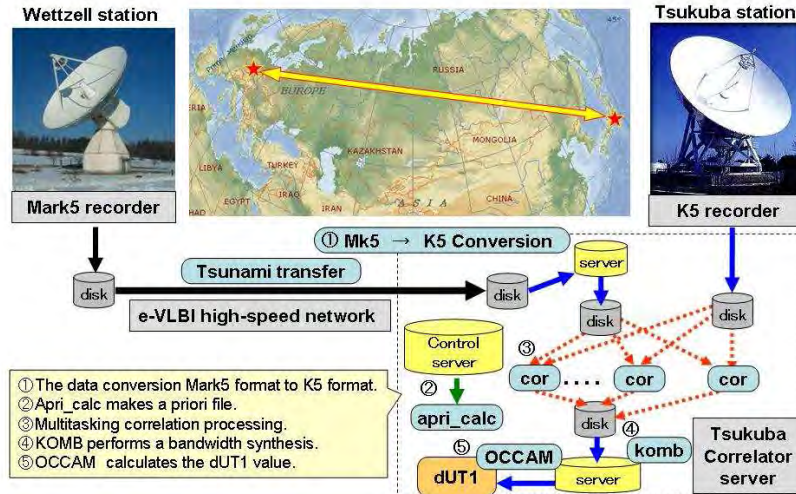 Wettzell station
Tsukuba station
RUSSIA
EUROPE
KAZAKHSTAN
MONGOLIA
TURKEY
LIBYA
EGYPT
IRAQ
IRAN
CHINA
ASIA
Mark5 recorder
K5 recorder
① Mk5 → K5 Conversion
Tsunami transfer
server
disk
disk
e-VLBI high-speed network
disk
disk
Control
server
③
cor
....
cor
cor
②
apri_calc
disk
④
①The data conversion Mark5 format to K5 format.
②Apri_calc makes a priori file.
③Multitasking correlation processing.
④KOMB performs a bandwidth synthesis.
⑤OCCAM calculates the dUT1 value.
⑤
OCCAM
komb
dUT1
server
Tsukuba
Correlator
server